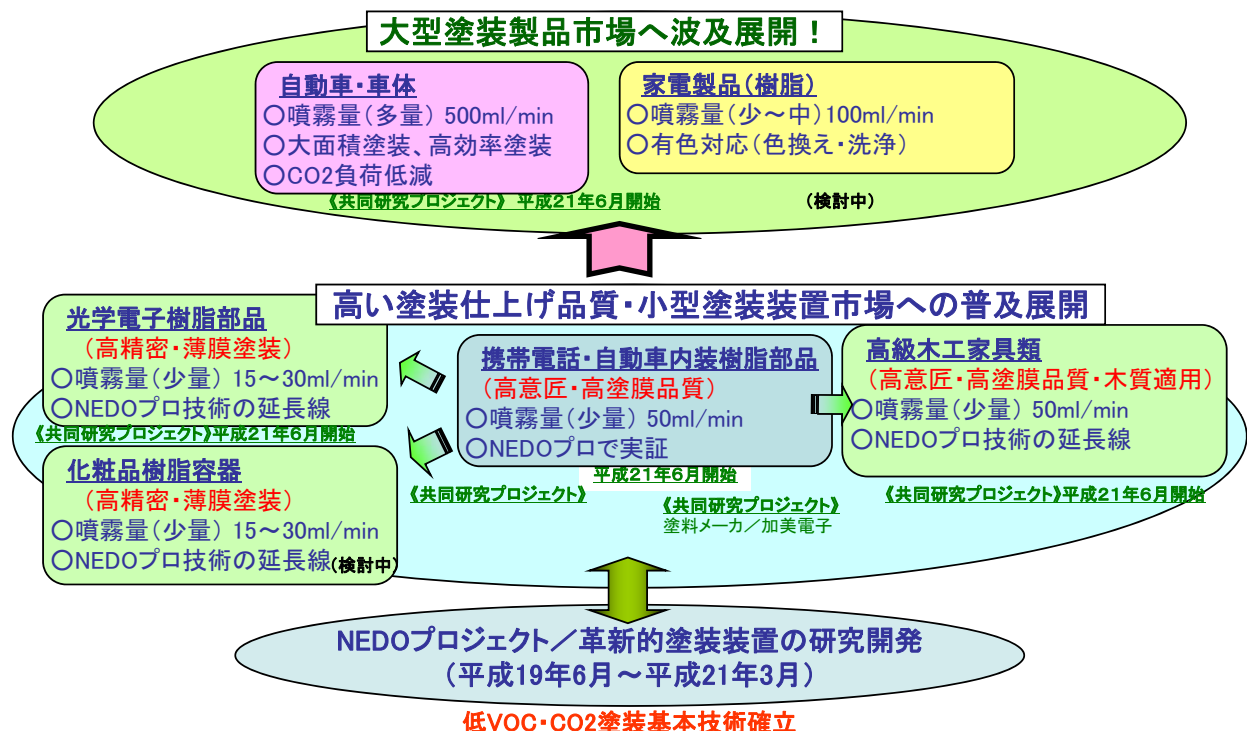 大型塗装製品市場へ波及展開！
自動車・車体
○噴霧量(多量) 500ml/min
○大面積塗装、高効率塗装
○CO2負荷低減
《共同研究プロジェクト》 平成21年6月開始
家電製品(樹脂)
○噴霧量(少～中)100ml/min
○有色対応(色換え・洗浄)
(検討中)
高い塗装仕上げ品質・小型塗装装置市場への普及展開
光学電子樹脂部品
(高精密・薄膜塗装)
○噴霧量(少量) 15～30ml/min
○NEDOプロ技術の延長線
《共同研究プロジェクト》平成21年6月開始
化粧品樹脂容器
(高精密・薄膜塗装)
○噴霧量(少量) 15～30ml/min
○NEDOプロ技術の延長線(検討中)
携帯電話・自動車内装樹脂部品
(高意匠・高塗膜品質)
○噴霧量(少量) 50ml/min
○NEDOプロで実証
平成21年6月開始
《共同研究プロジェクト》
《共同研究プロジェクト》
塗料メーカ／加美電子
高級木工家具類
(高意匠・高塗膜品質・木質適用)
○噴霧量(少量) 50ml/min
○NEDOプロ技術の延長線
《共同研究プロジェクト》平成21年6月開始
NEDOプロジェクト／革新的塗装装置の研究開発
(平成19年6月～平成21年3月)
低VOC・CO2塗装基本技術確立